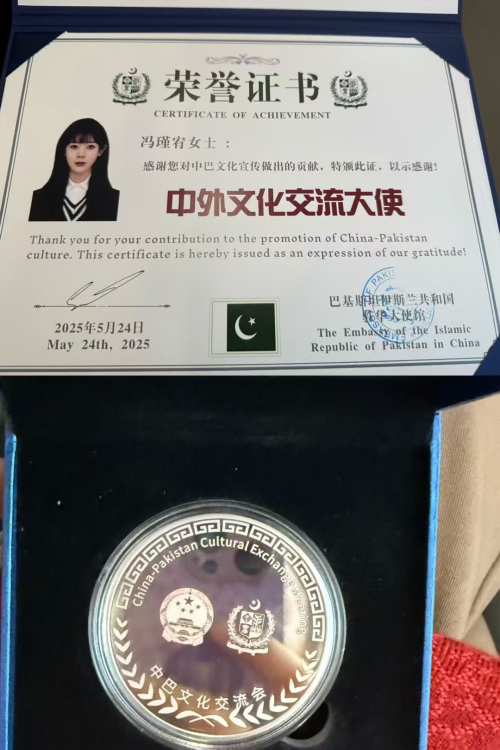 荣誉证书
CERTIFICATE OF ACHIEVEMENT
冯瑾宥女士：
感谢您对中巴文化宣传做出的贡献，特颁此证，以示感谢！
中外文化交流大使
Thank you for your contribution to the promotion of China-Pakistan
culture. This certificate is hereby issued as an expression of our gratitude!
2025年5月24日
May 24th, 2025
巴基斯坦伊斯兰共和国
驻华大使馆
The Embassy of the Islamic
Republic of Pakistan in China
China-Pakistan Cultural Exchange Meeting
中巴文化交流会